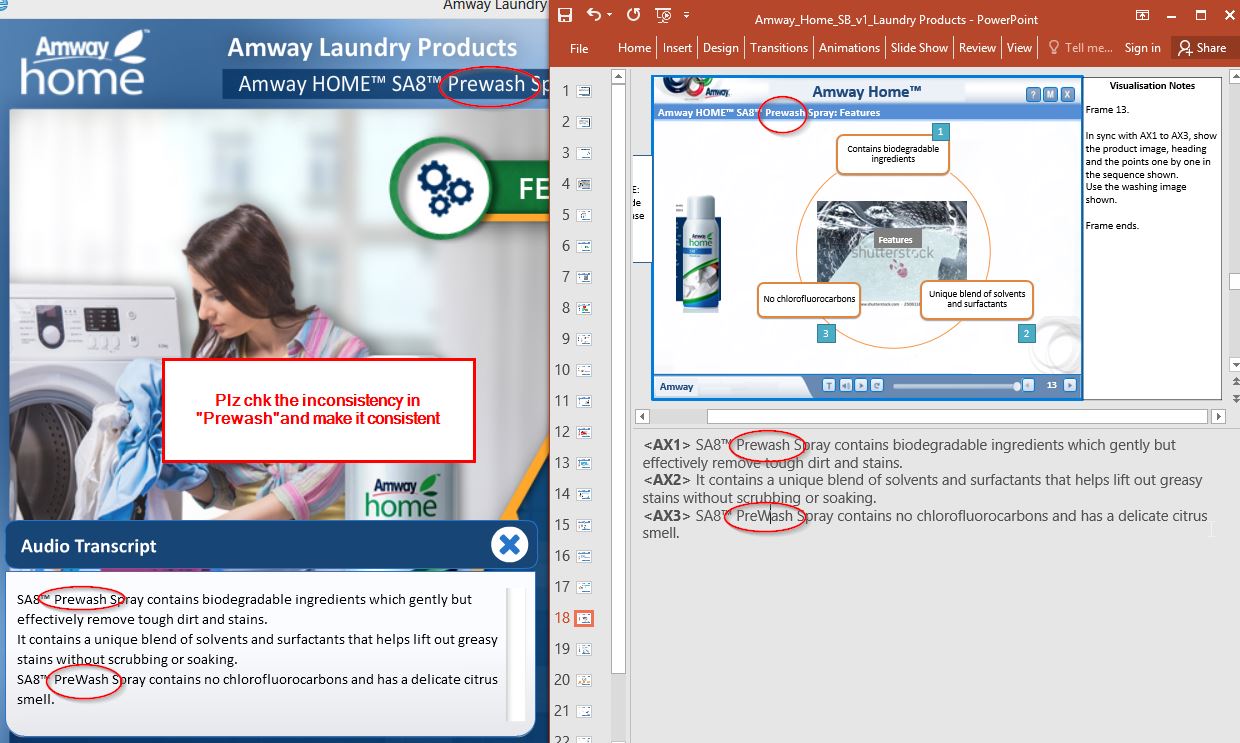 Amway Laundry
Amway
home™
Amway Laundry Products
Amway HOME™ SA8™ Prewash Sp
FE
Plz chk the inconsistency in
"Prewash"and make it consistent
Amway
home
Audio Transcript
SA8™ Prewash Spray contains biodegradable ingredients which gently but
effectively remove tough dirt and stains.
It contains a unique blend of solvents and surfactants that helps lift out greasy
stains without scrubbing or soaking.
SA8™ PreWash Spray contains no chlorofluorocarbons and has a delicate citrus
smell.
Amway_Home_SB_v1_Laundry Products - PowerPoint
File Home Insert Design Transitions Animations Slide Show Review View Tell me... Sign in Share
1
2
3
4
5
6
7
8
9
10
11
12
13
14
15
16
17
18
19
20
21
22
E:
de
ase
Amway
Amway Home™
? M X
Amway HOME™ SA8™ Prewash Spray: Features
1
Contains biodegradable
ingredients
Amway
home
Features
shutterstock
No chlorofluorocarbons
3
Unique blend of solvents
and surfactants
2
Amway
T
13
Visualisation Notes
Frame 13.
In sync with AX1 to AX3, show
the product image, heading
and the points one by one in
the sequence shown.
Use the washing image
shown.
Frame ends.
<AX1> SA8™ Prewash Spray contains biodegradable ingredients which gently but
effectively remove tough dirt and stains.
<AX2> It contains a unique blend of solvents and surfactants that helps lift out greasy
stains without scrubbing or soaking.
<AX3> SA8™ PreWash Spray contains no chlorofluorocarbons and has a delicate citrus
smell.